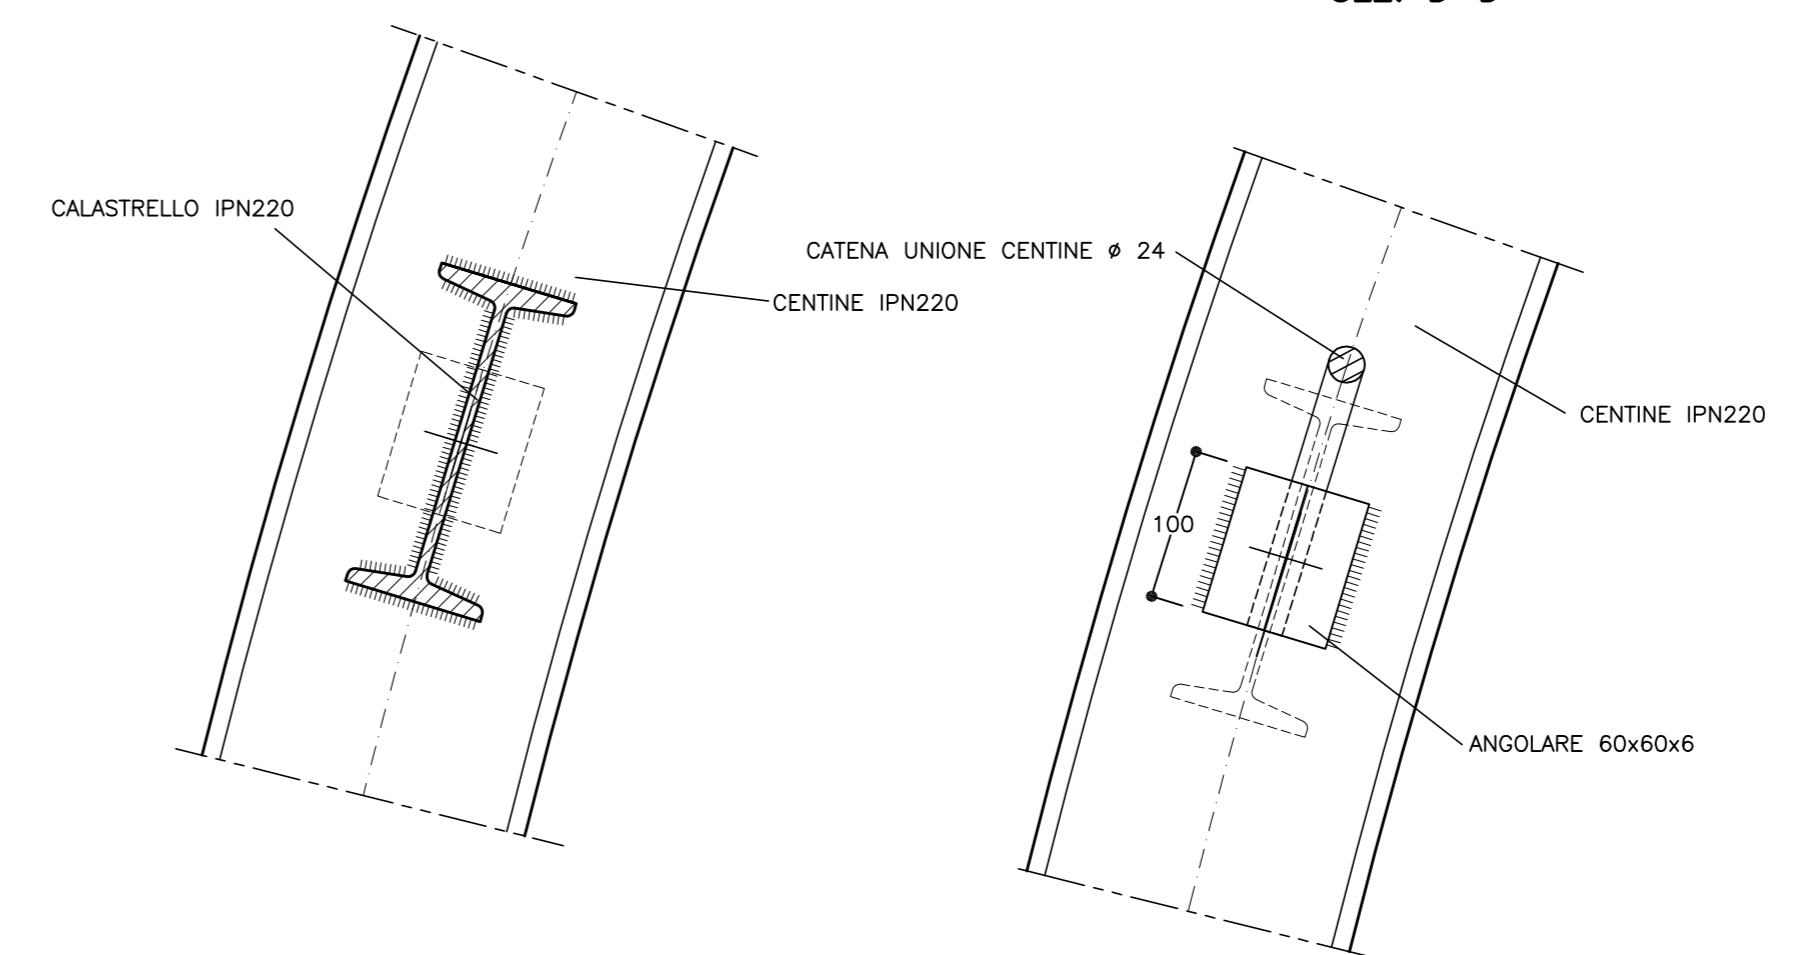 CALASTRELLO IPN220
CENTINE IPN220
CATENA UNIONE CENTINE ø 24
CENTINE IPN220
100
ANGOLARE 60x60x6